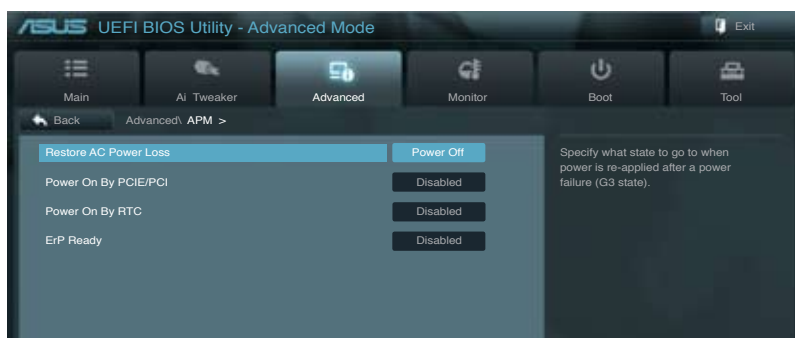 ASUS UEFI BIOS Utility - Advanced Mode
Exit
Main
Ai Tweaker
Advanced
Monitor
Boot
Tool
Back
Advanced\ APM >
Restore AC Power Loss Power Off
Power On By PCIE/PCI Disabled
Power On By RTC Disabled
ErP Ready Disabled
Specify what state to go to when
power is re-applied after a power
failure (G3 state).